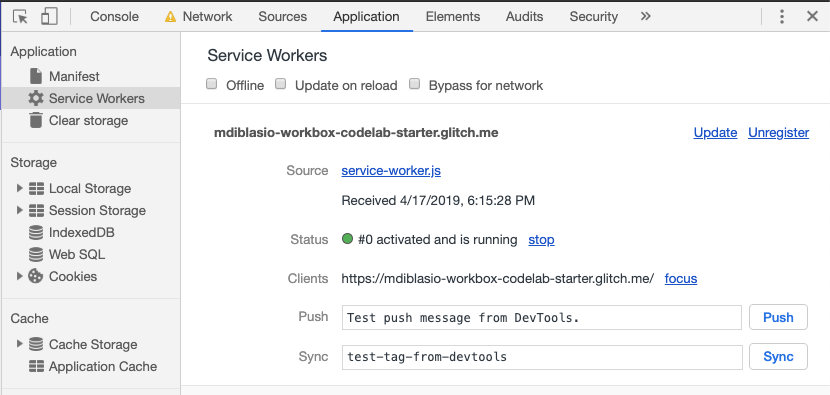 Console Network Sources Application Elements Audits Security »
Application
Manifest
Service Workers
Clear storage
Storage
Local Storage
Session Storage
IndexedDB
Web SQL
Cookies
Cache
Cache Storage
Application Cache
Service Workers
Offline Update on reload Bypass for network
mdiblasio-workbox-codelab-starter.glitch.me Update Unregister
Source service-worker.js
Received 4/17/2019, 6:15:28 PM
Status #0 activated and is running stop
Clients https://mdiblasio-workbox-codelab-starter.glitch.me/ focus
Push Test push message from DevTools. Push
Sync test-tag-from-devtools Sync